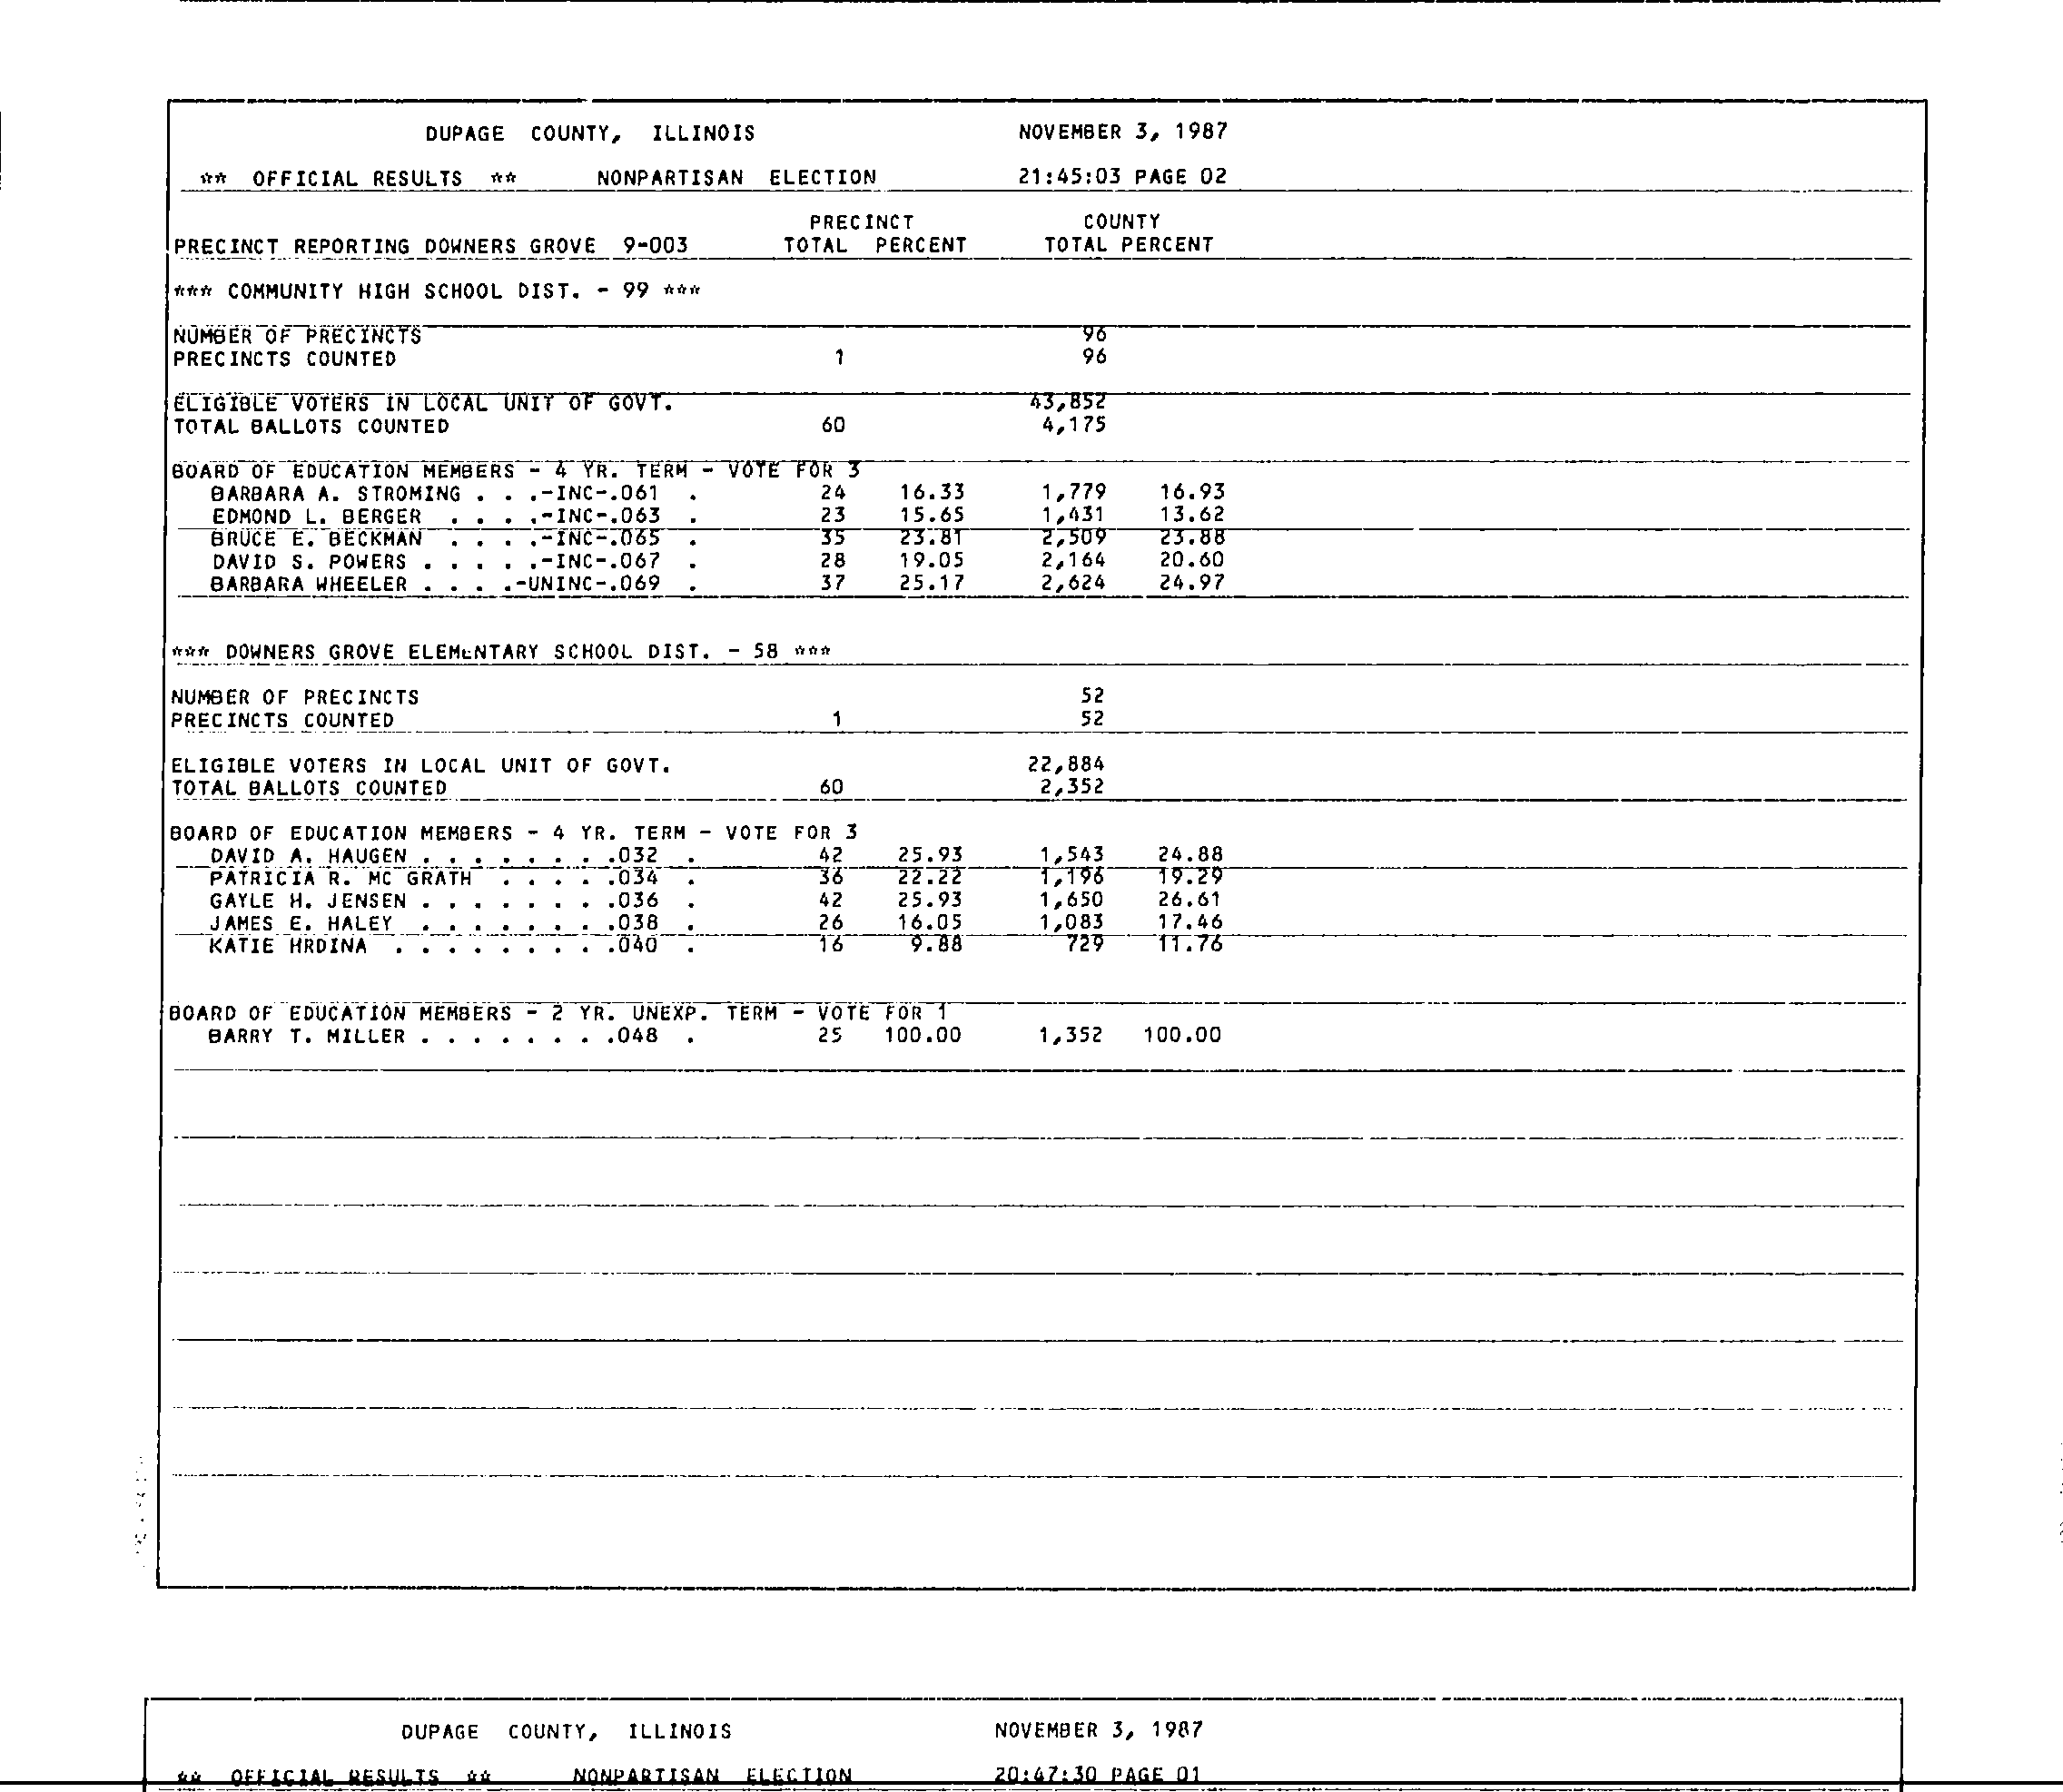 DUPAGE COUNTY, ILLINOIS NOVEMBER 3, 1987
** OFFICIAL RESULTS ** NONPARTISAN ELECTION 21:45:03 PAGE 02
PRECINCT COUNTY
PRECINCT REPORTING DOWNERS GROVE 9-003 TOTAL PERCENT TOTAL PERCENT
*** COMMUNITY HIGH SCHOOL DIST. - 99 ***
NUMBER OF PRECINCTS 96
PRECINCTS COUNTED 1 96
ELIGIBLE VOTERS IN LOCAL UNIT OF GOVT. 43,852
TOTAL BALLOTS COUNTED 60 4,175
BOARD OF EDUCATION MEMBERS - 4 YR. TERM - VOTE FOR 3
BARBARA A. STROMING . . .-INC-.061 . 24 16.33 1,779 16.93
EDMOND L. BERGER . . . .-INC-.063 . 23 15.65 1,431 13.62
BRUCE E. BECKMAN . . . .-INC-.065 . 35 23.81 2,509 23.88
DAVID S. POWERS . . . . .-INC-.067 . 28 19.05 2,164 20.60
BARBARA WHEELER . . . .-UNINC-.069 . 37 25.17 2,624 24.97
*** DOWNERS GROVE ELEMENTARY SCHOOL DIST. - 58 ***
NUMBER OF PRECINCTS 52
PRECINCTS COUNTED 1 52
ELIGIBLE VOTERS IN LOCAL UNIT OF GOVT. 22,884
TOTAL BALLOTS COUNTED 60 2,352
BOARD OF EDUCATION MEMBERS - 4 YR. TERM - VOTE FOR 3
DAVID A. HAUGEN . . . . . . . .032 . 42 25.93 1,543 24.88
PATRICIA R. MC GRATH . . . . .034 . 36 22.22 1,196 19.29
GAYLE H. JENSEN . . . . . . . .036 . 42 25.93 1,650 26.61
JAMES E. HALEY . . . . . . . .038 . 26 16.05 1,083 17.46
KATIE HRDINA . . . . . . . . .040 . 16 9.88 729 11.76
BOARD OF EDUCATION MEMBERS - 2 YR. UNEXP. TERM - VOTE FOR 1
BARRY T. MILLER . . . . . . . .048 . 25 100.00 1,352 100.00
DUPAGE COUNTY, ILLINOIS NOVEMBER 3, 1987
** OFFICIAL RESULTS ** NONPARTISAN ELECTION 20:47:30 PAGE 01